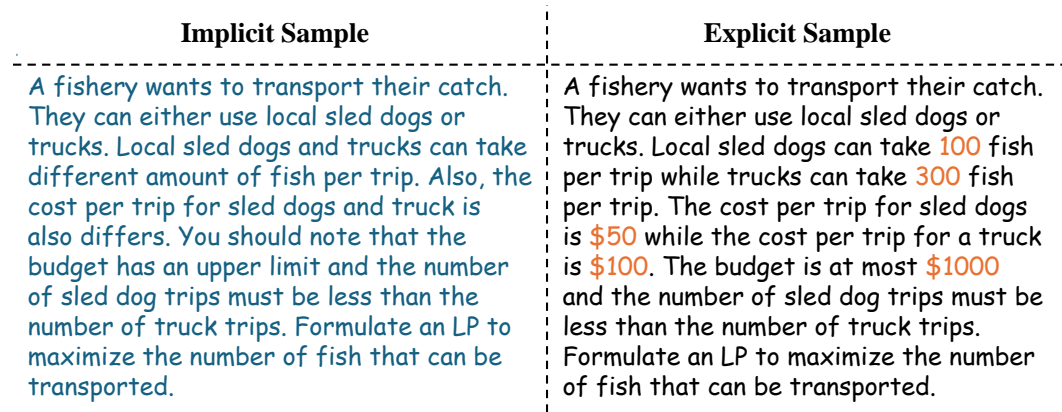 Implicit Sample
A fishery wants to transport their catch.
They can either use local sled dogs or
trucks. Local sled dogs and trucks can take
different amount of fish per trip. Also, the
cost per trip for sled dogs and truck is
also differs. You should note that the
budget has an upper limit and the number
of sled dog trips must be less than the
number of truck trips. Formulate an LP to
maximize the number of fish that can be
transported.
Explicit Sample
A fishery wants to transport their catch.
They can either use local sled dogs or
trucks. Local sled dogs can take 100 fish
per trip while trucks can take 300 fish
per trip. The cost per trip for sled dogs
is $50 while the cost per trip for a truck
is $100. The budget is at most $1000
and the number of sled dog trips must be
less than the number of truck trips.
Formulate an LP to maximize the number
of fish that can be transported.